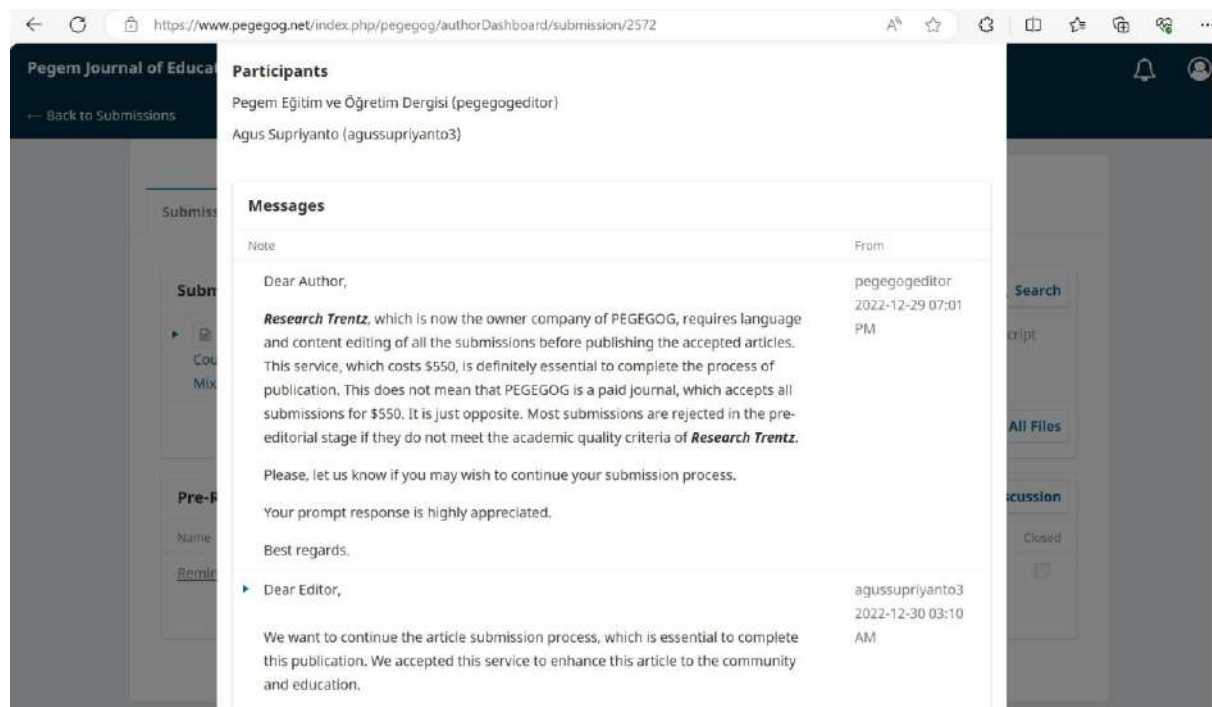 https://www.pegegog.net/index.php/pegegog/authorDashboard/submission/2572
Pegem Journal of Educat
← Back to Submissions
Participants
Pegem Eğitim ve Öğretim Dergisi (pegegogeditor)
Agus Supriyanto (agussupriyanto3)
Submiss
Messages
Note From
Subm
Search
Dear Author,
pegegogeditor
2022-12-29 07:01
PM
Research Trentz, which is now the owner company of PEGEGOG, requires language
and content editing of all the submissions before publishing the accepted articles.
This service, which costs $550, is definitely essential to complete the process of
publication. This does not mean that PEGEGOG is a paid journal, which accepts all
submissions for $550. It is just opposite. Most submissions are rejected in the pre-
editorial stage if they do not meet the academic quality criteria of Research Trentz.
Cou
Mix
cript
All Files
Please, let us know if you may wish to continue your submission process.
Your prompt response is highly appreciated.
Best regards.
Pre-R
Name
Remin
scussion
Closed
Dear Editor,
agussupriyanto3
2022-12-30 03:10
AM
We want to continue the article submission process, which is essential to complete
this publication. We accepted this service to enhance this article to the community
and education.